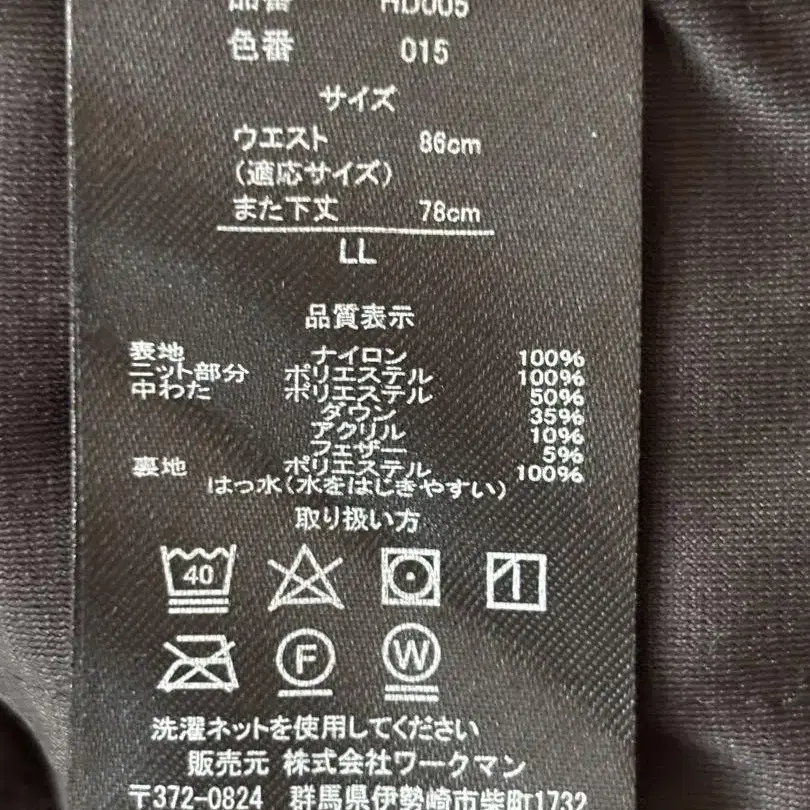 品番 HD005
色番 015
サイズ
ウエスト 86cm
(適応サイズ)
また下丈 78cm
LL
品質表示
表地 ナイロン 100%
ニット部分 ポリエステル 100%
中わた ポリエステル 50%
ダウン 35%
アクリル 10%
フェザー 5%
裏地 ポリエステル 100%
はっ水(水をはじきやすい)
取り扱い方
40
F W
洗濯ネットを使用してください
販売元 株式会社ワークマン
〒372-0824 群馬県伊勢崎市柴町1732